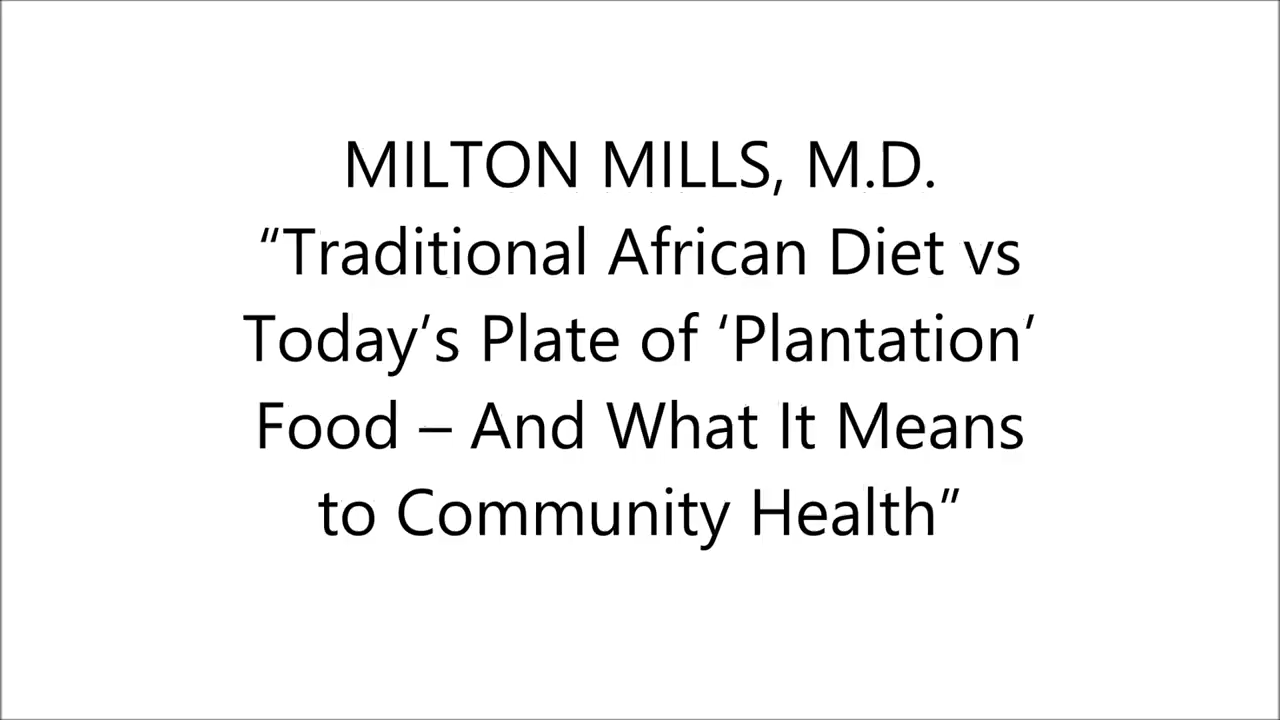 MILTON MILLS, M.D.
“Traditional African Diet vs
Today’s Plate of ‘Plantation’
Food – And What It Means
to Community Health”